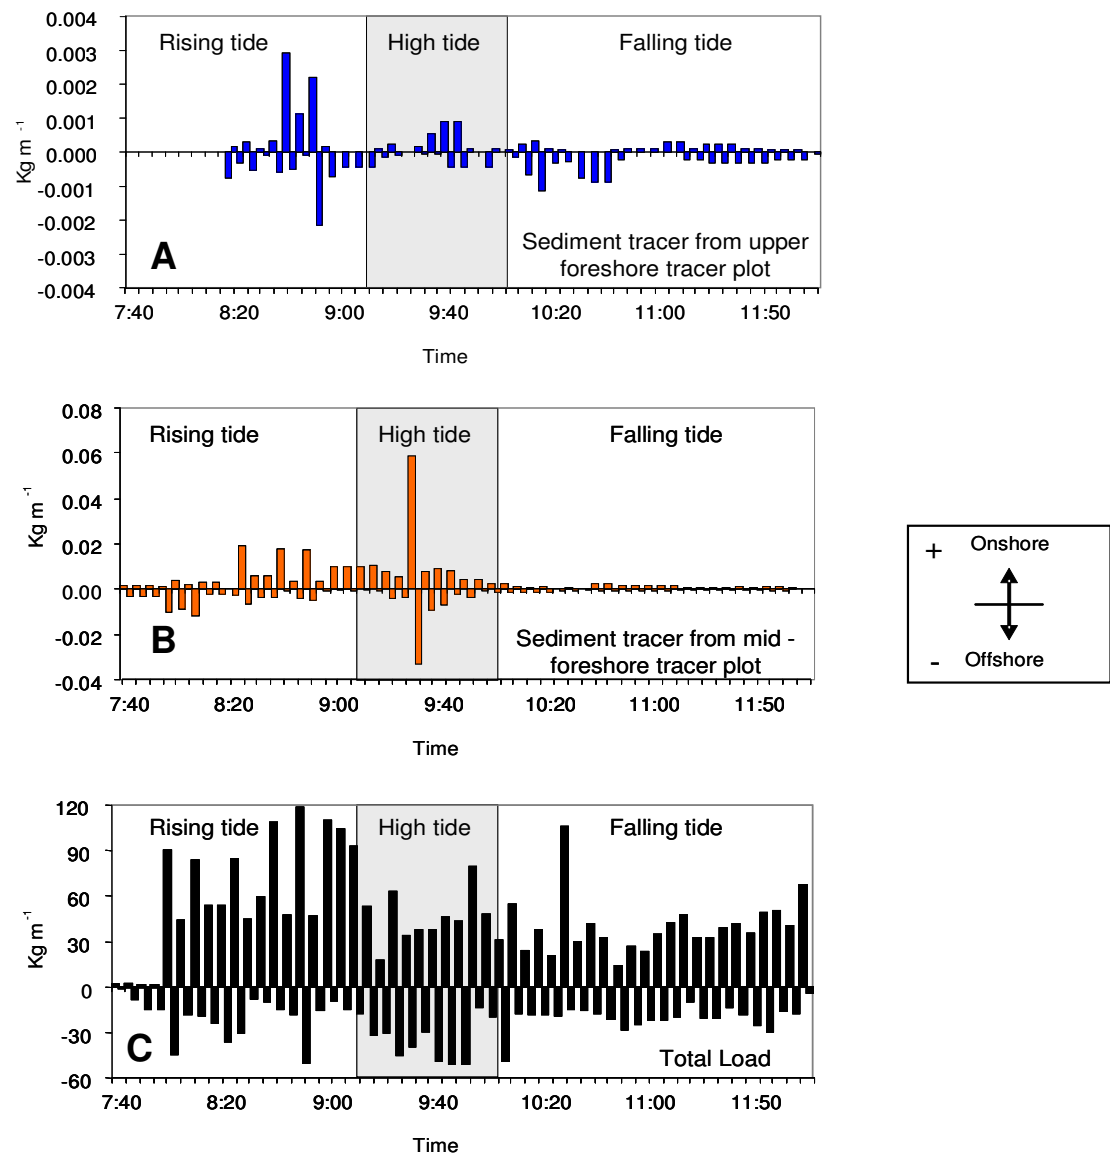 0.004
0.003
0.002
0.001
0.000
-0.001
-0.002
-0.003
-0.004
Kg m -1
Rising tide
High tide
Falling tide
A
Sediment tracer from upper
foreshore tracer plot
7:40 8:20 9:00 9:40 10:20 11:00 11:50
Time
0.08
0.06
0.04
0.02
0.00
-0.02
-0.04
Kg m -1
Rising tide
High tide
Falling tide
B
Sediment tracer from mid -
foreshore tracer plot
7:40 8:20 9:00 9:40 10:20 11:00 11:50
Time
+ Onshore
- Offshore
120
90
60
30
0
-30
-60
Kg m -1
Rising tide
High tide
Falling tide
C
Total Load
7:40 8:20 9:00 9:40 10:20 11:00 11:50
Time